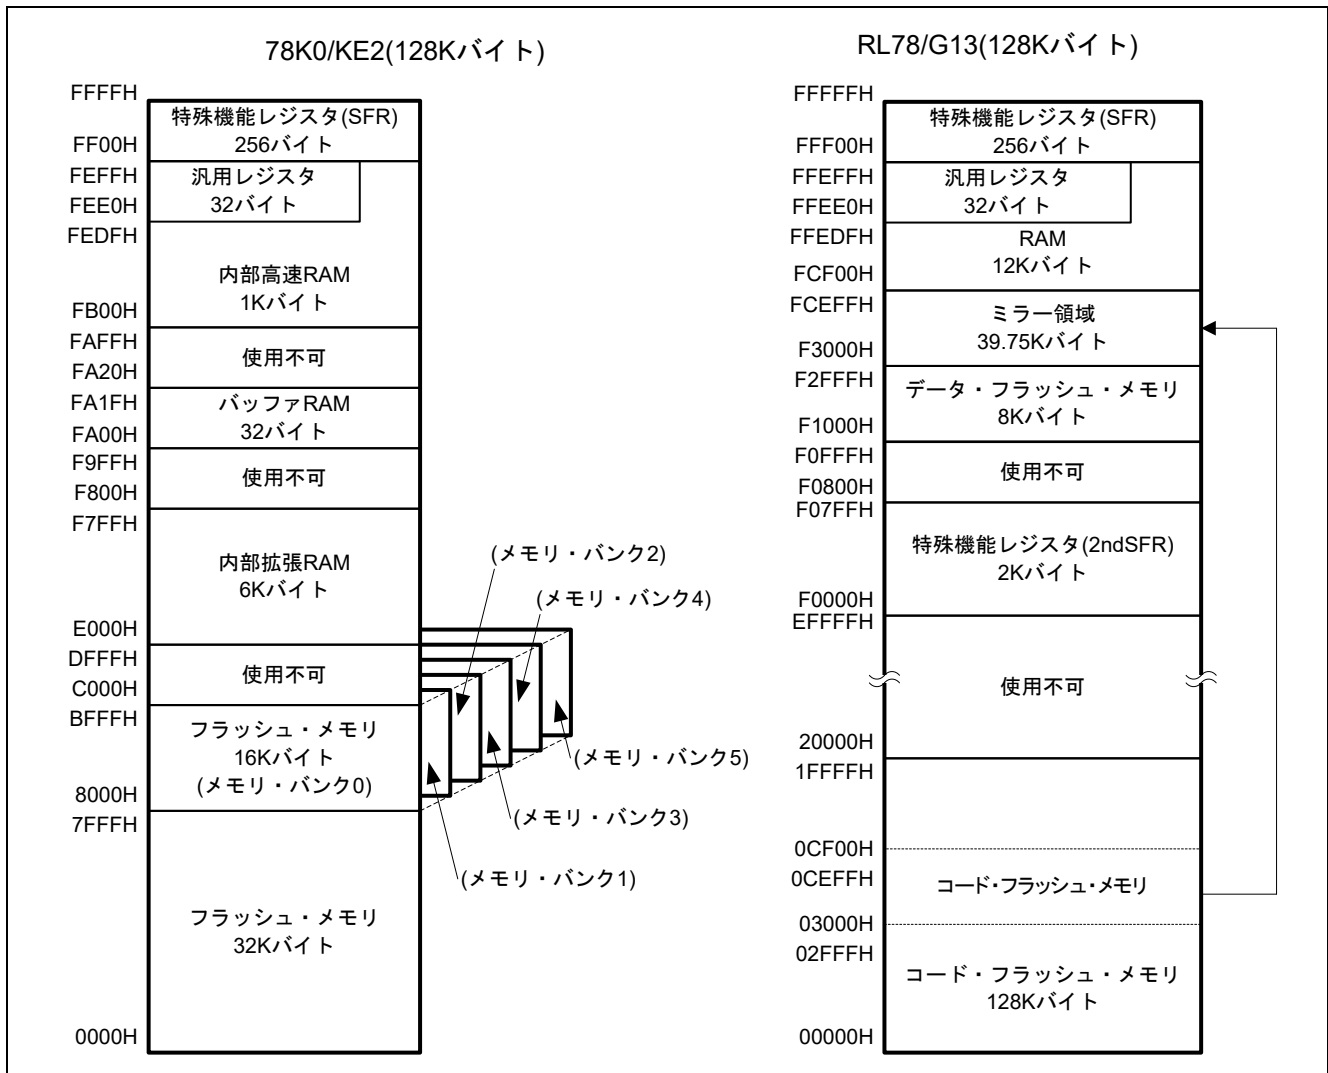 78K0/KE2(128Kバイト)
FFFFH
特殊機能レジスタ(SFR)
256バイト
FF00H
FEFFH
汎用レジスタ
32バイト
FEE0H
FEDFH
内部高速RAM
1Kバイト
FB00H
FAFFH
使用不可
FA20H
FA1FH
バッファRAM
32バイト
FA00H
F9FFH
使用不可
F800H
F7FFH
内部拡張RAM
6Kバイト
E000H
DFFFH
使用不可
C000H
BFFFH
フラッシュ・メモリ
16Kバイト
(メモリ・バンク0)
8000H
7FFFH
フラッシュ・メモリ
32Kバイト
0000H
(メモリ・バンク2)
(メモリ・バンク4)
(メモリ・バンク5)
(メモリ・バンク3)
(メモリ・バンク1)
RL78/G13(128Kバイト)
FFFFFH
特殊機能レジスタ(SFR)
256バイト
FFF00H
FFEFFH
汎用レジスタ
32バイト
FFEE0H
FFEDFH
RAM
12Kバイト
FCF00H
FCEFFH
ミラー領域
39.75Kバイト
F3000H
F2FFFH
データ・フラッシュ・メモリ
8Kバイト
F1000H
F0FFFH
使用不可
F0800H
F07FFH
特殊機能レジスタ(2ndSFR)
2Kバイト
F0000H
EFFFFH
使用不可
20000H
1FFFFH
0CF00H
0CEFFH
コード・フラッシュ・メモリ
03000H
02FFFH
コード・フラッシュ・メモリ
128Kバイト
00000H